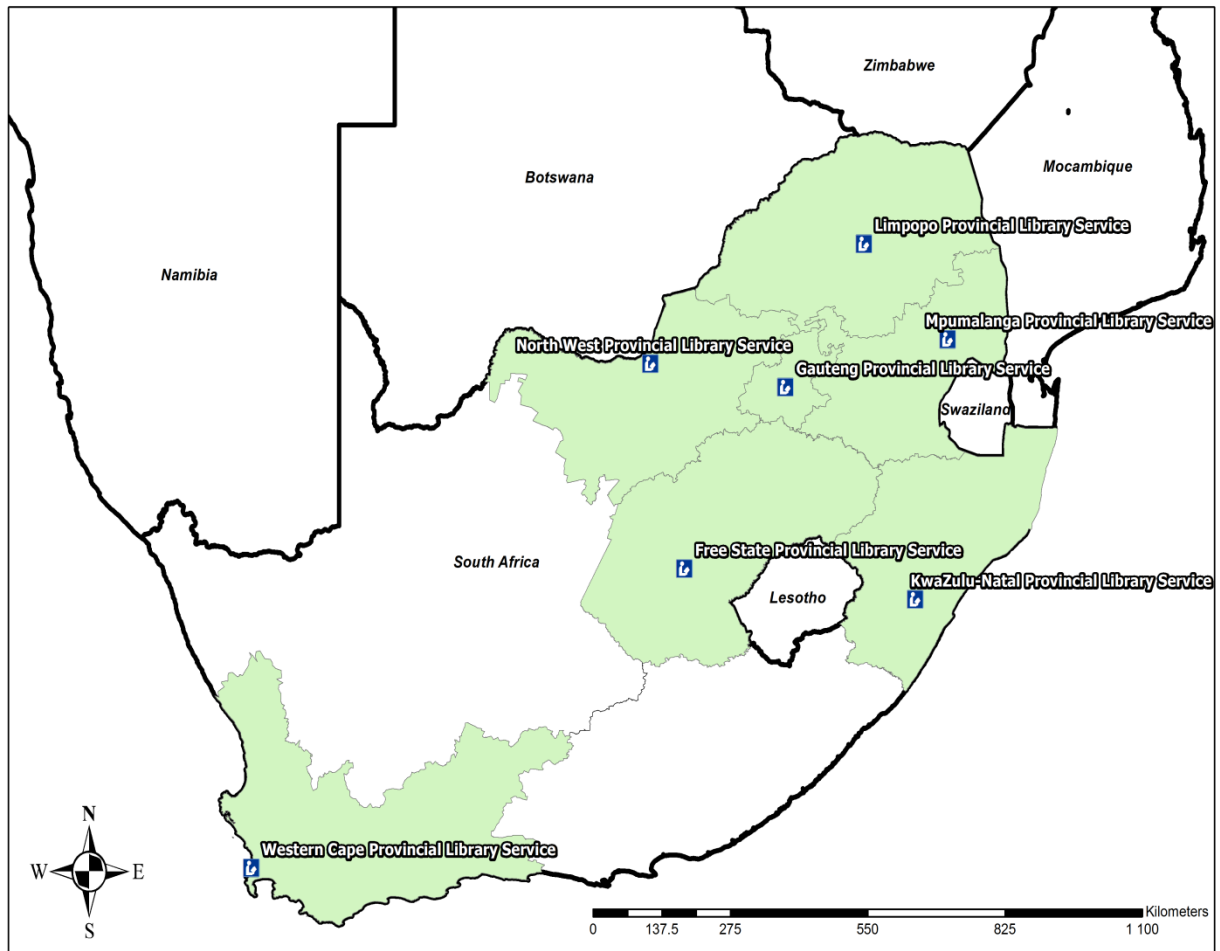 Zimbabwe
Mocambique
Botswana
Limpopo Provincial Library Service
Namibia
Mpumalanga Provincial Library Service
North West Provincial Library Service
Gauteng Provincial Library Service
Swaziland
Free State Provincial Library Service
South Africa
KwaZulu-Natal Provincial Library Service
Lesotho
Western Cape Provincial Library Service
N
W E
S
Kilometers
0 137.5 275 550 825 1 100